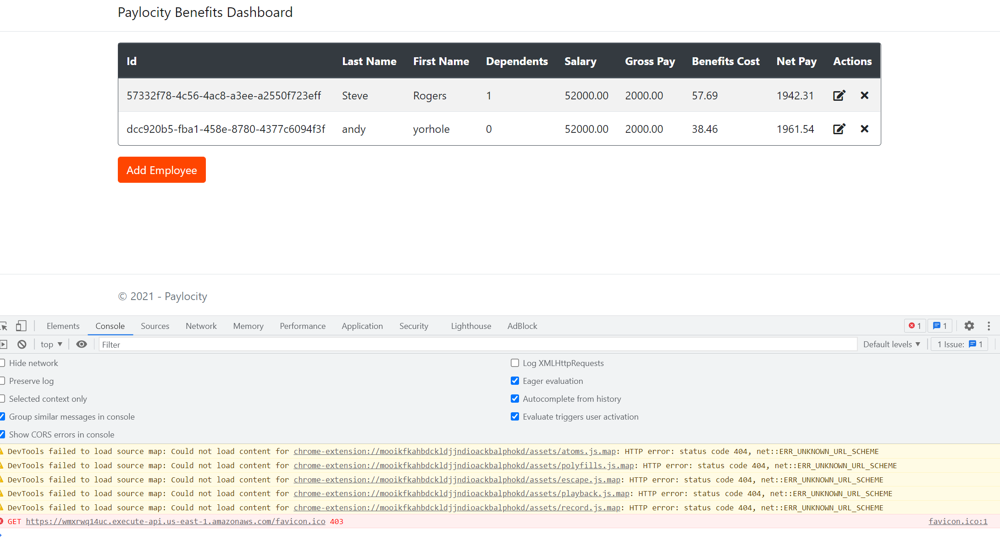 Paylocity Benefits Dashboard
Id Last Name First Name Dependents Salary Gross Pay Benefits Cost Net Pay Actions
57332f78-4c56-4ac8-a3ee-a2550f723eff Steve Rogers 1 52000.00 2000.00 57.69 1942.31
dcc920b5-fba1-458e-8780-4377c6094f3f andy yorhole 0 52000.00 2000.00 38.46 1961.54
Add Employee
© 2021 - Paylocity
Elements Console Sources Network Memory Performance Application Security Lighthouse AdBlock 1 1
top Filter Default levels 1 Issue: 1
Hide network Log XMLHttpRequests
Preserve log Eager evaluation
Selected context only Autocomplete from history
Group similar messages in console Evaluate triggers user activation
Show CORS errors in console
DevTools failed to load source map: Could not load content for chrome-extension://mooikfkahbdckldjjndioackbalphokd/assets/atoms.js.map: HTTP error: status code 404, net::ERR_UNKNOWN_URL_SCHEME
DevTools failed to load source map: Could not load content for chrome-extension://mooikfkahbdckldjjndioackbalphokd/assets/polyfills.js.map: HTTP error: status code 404, net::ERR_UNKNOWN_URL_SCHEME
DevTools failed to load source map: Could not load content for chrome-extension://mooikfkahbdckldjjndioackbalphokd/assets/escape.js.map: HTTP error: status code 404, net::ERR_UNKNOWN_URL_SCHEME
DevTools failed to load source map: Could not load content for chrome-extension://mooikfkahbdckldjjndioackbalphokd/assets/playback.js.map: HTTP error: status code 404, net::ERR_UNKNOWN_URL_SCHEME
DevTools failed to load source map: Could not load content for chrome-extension://mooikfkahbdckldjjndioackbalphokd/assets/record.js.map: HTTP error: status code 404, net::ERR_UNKNOWN_URL_SCHEME
GET https://wmxrwq14uc.execute-api.us-east-1.amazonaws.com/favicon.ico 403 favicon.ico:1